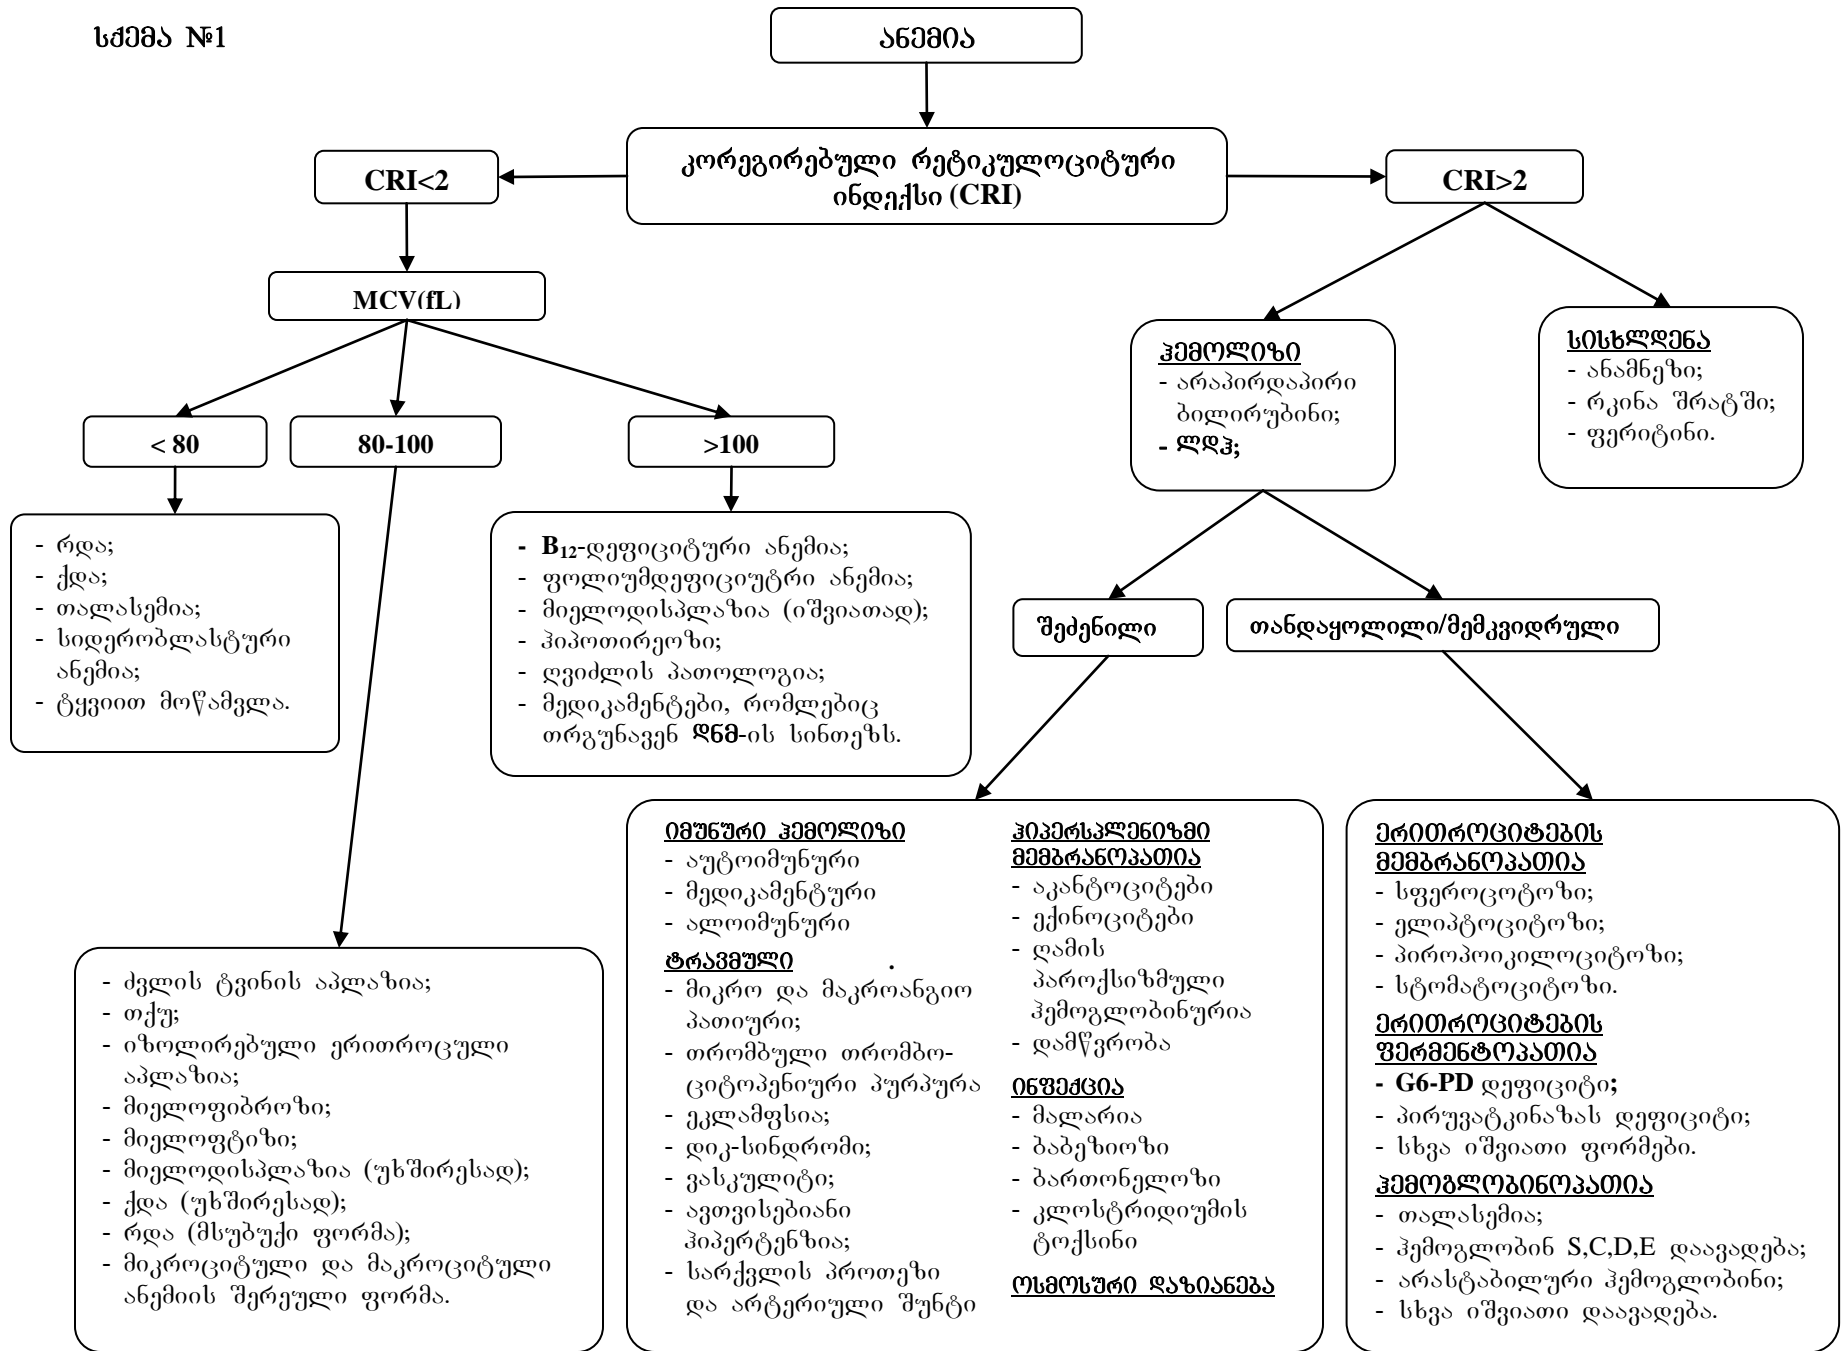 სქემა №1
ანემია
კორეგირებული რეტიკულოციტური
ინდექსი (CRI)
CRI<2
CRI>2
MCV(fL)
ჰემოლიზი
- არაპირდაპირი
ბილირუბინი;
- ლდჰ;
სისხლდენა
- ანამნეზი;
- რკინა შრატში;
- ფერიტინი.
< 80
80-100
>100
- რდა;
- ქდა;
- თალასემია;
- სიდერობლასტური
ანემია;
- ტყვიით მოწამვლა.
- B₁₂-დეფიციტური ანემია;
- ფოლიუმდეფიციუტრი ანემია;
- მიელოდისპლაზია (იშვიათად);
- ჰიპოთირეოზი;
- ღვიძლის პათოლოგია;
- მედიკამენტები, რომლებიც
თრგუნავენ დნმ-ის სინთეზს.
შეძენილი
თანდაყოლილი/მემკვიდრული
- ძვლის ტვინის აპლაზია;
- თქუ;
- იზოლირებული ერითროცული
აპლაზია;
- მიელოფიბროზი;
- მიელოფტიზი;
- მიელოდისპლაზია (უხშირესად);
- ქდა (უხშირესად);
- რდა (მსუბუქი ფორმა);
- მიკროციტული და მაკროციტული
ანემიის შერეული ფორმა.
იმუნური ჰემოლიზი
- აუტოიმუნური
- მედიკამენტური
- ალოიმუნური
ტრავმული .
- მიკრო და მაკროანგიო
პათიური;
- თრომბული თრომბო-
ციტოპენიური პურპურა
- ეკლამფსია;
- დიკ-სინდრომი;
- ვასკულიტი;
- ავთვისებიანი
ჰიპერტენზია;
- სარქვლის პროთეზი
და არტერიული შუნტი
ჰიპერსპლენიზმი
მემბრანოპათია
- აკანტოციტები
- ექინოციტები
- ღამის
პაროქსიზმული
ჰემოგლობინურია
- დამწვრობა
ინფექცია
- მალარია
- ბაბეზიოზი
- ბართონელოზი
- კლოსტრიდიუმის
ტოქსინი
ოსმოსური დაზიანება
ერითროციტების
მემბრანოპათია
- სფეროცოტოზი;
- ელიპტოციტოზი;
- პიროპოიკილოციტოზი;
- სტომატოციტოზი.
ერითროციტების
ფერმენტოპათია
- G6-PD დეფიციტი;
- პირუვატკინაზას დეფიციტი;
- სხვა იშვიათი ფორმები.
ჰემოგლობინოპათია
- თალასემია;
- ჰემოგლობინ S,C,D,E დაავადება;
- არასტაბილური ჰემოგლობინი;
- სხვა იშვიათი დაავადება.